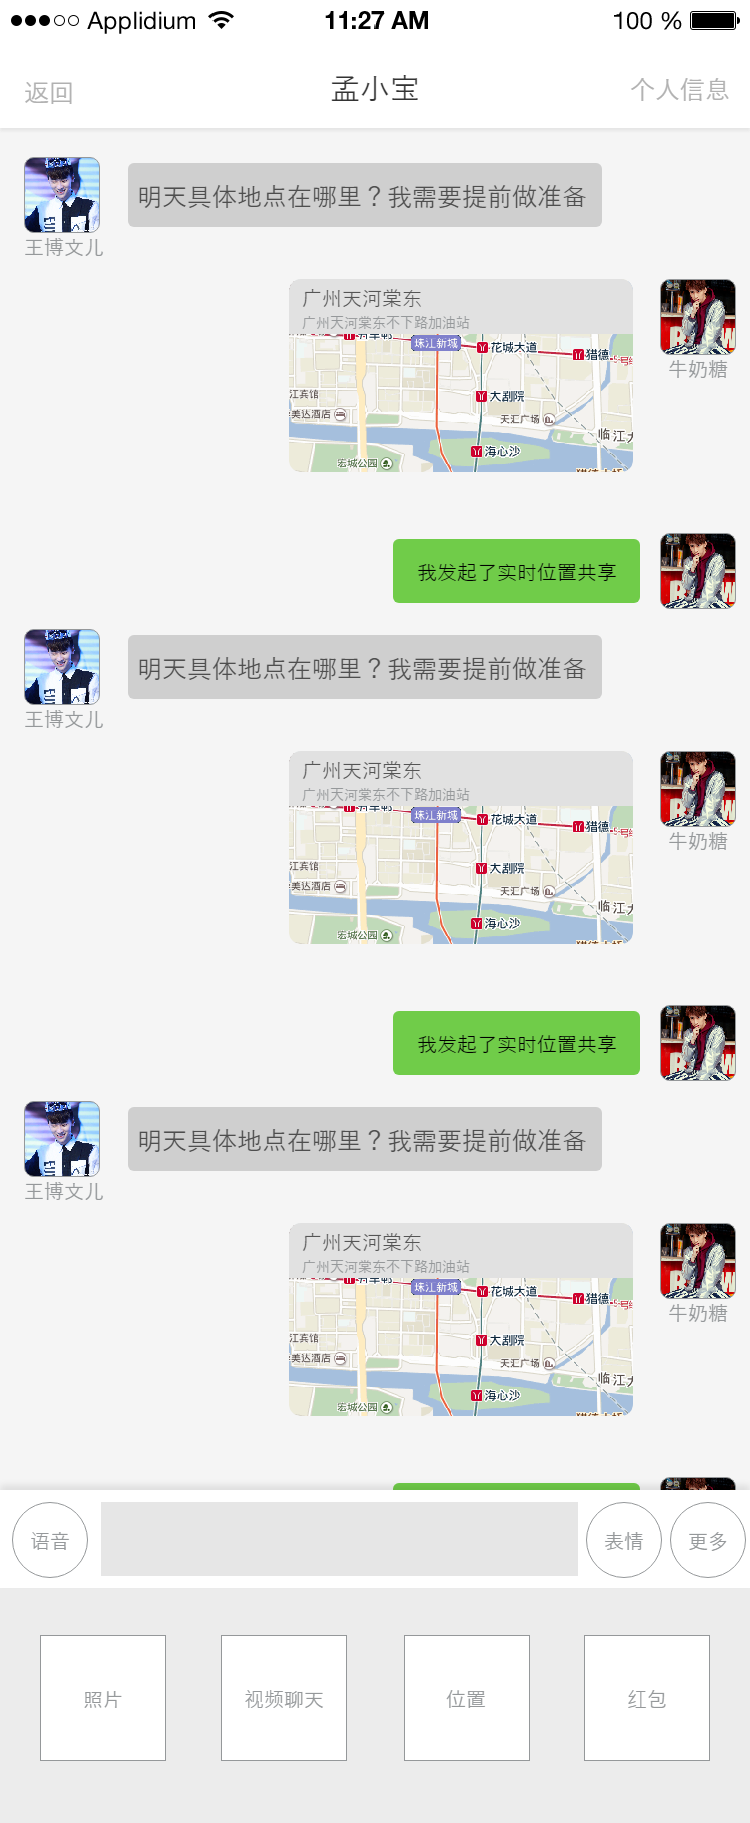 Applidium 11:27 AM 100 %
返回 孟小宝 个人信息
明天具体地点在哪里？我需要提前做准备
王博文儿
广州天河棠东
广州天河棠东不下路加油站
珠江新城 花城大道 猎德
江宾馆 大剧院
美达酒店 天汇广场
临江大
宏城公园 海心沙
牛奶糖
我发起了实时位置共享
明天具体地点在哪里？我需要提前做准备
王博文儿
广州天河棠东
广州天河棠东不下路加油站
珠江新城 花城大道 猎德
江宾馆 大剧院
美达酒店 天汇广场
临江大
宏城公园 海心沙
牛奶糖
我发起了实时位置共享
明天具体地点在哪里？我需要提前做准备
王博文儿
广州天河棠东
广州天河棠东不下路加油站
珠江新城 花城大道 猎德
江宾馆 大剧院
美达酒店 天汇广场
临江大
宏城公园 海心沙
牛奶糖
语音 表情 更多
照片 视频聊天 位置 红包